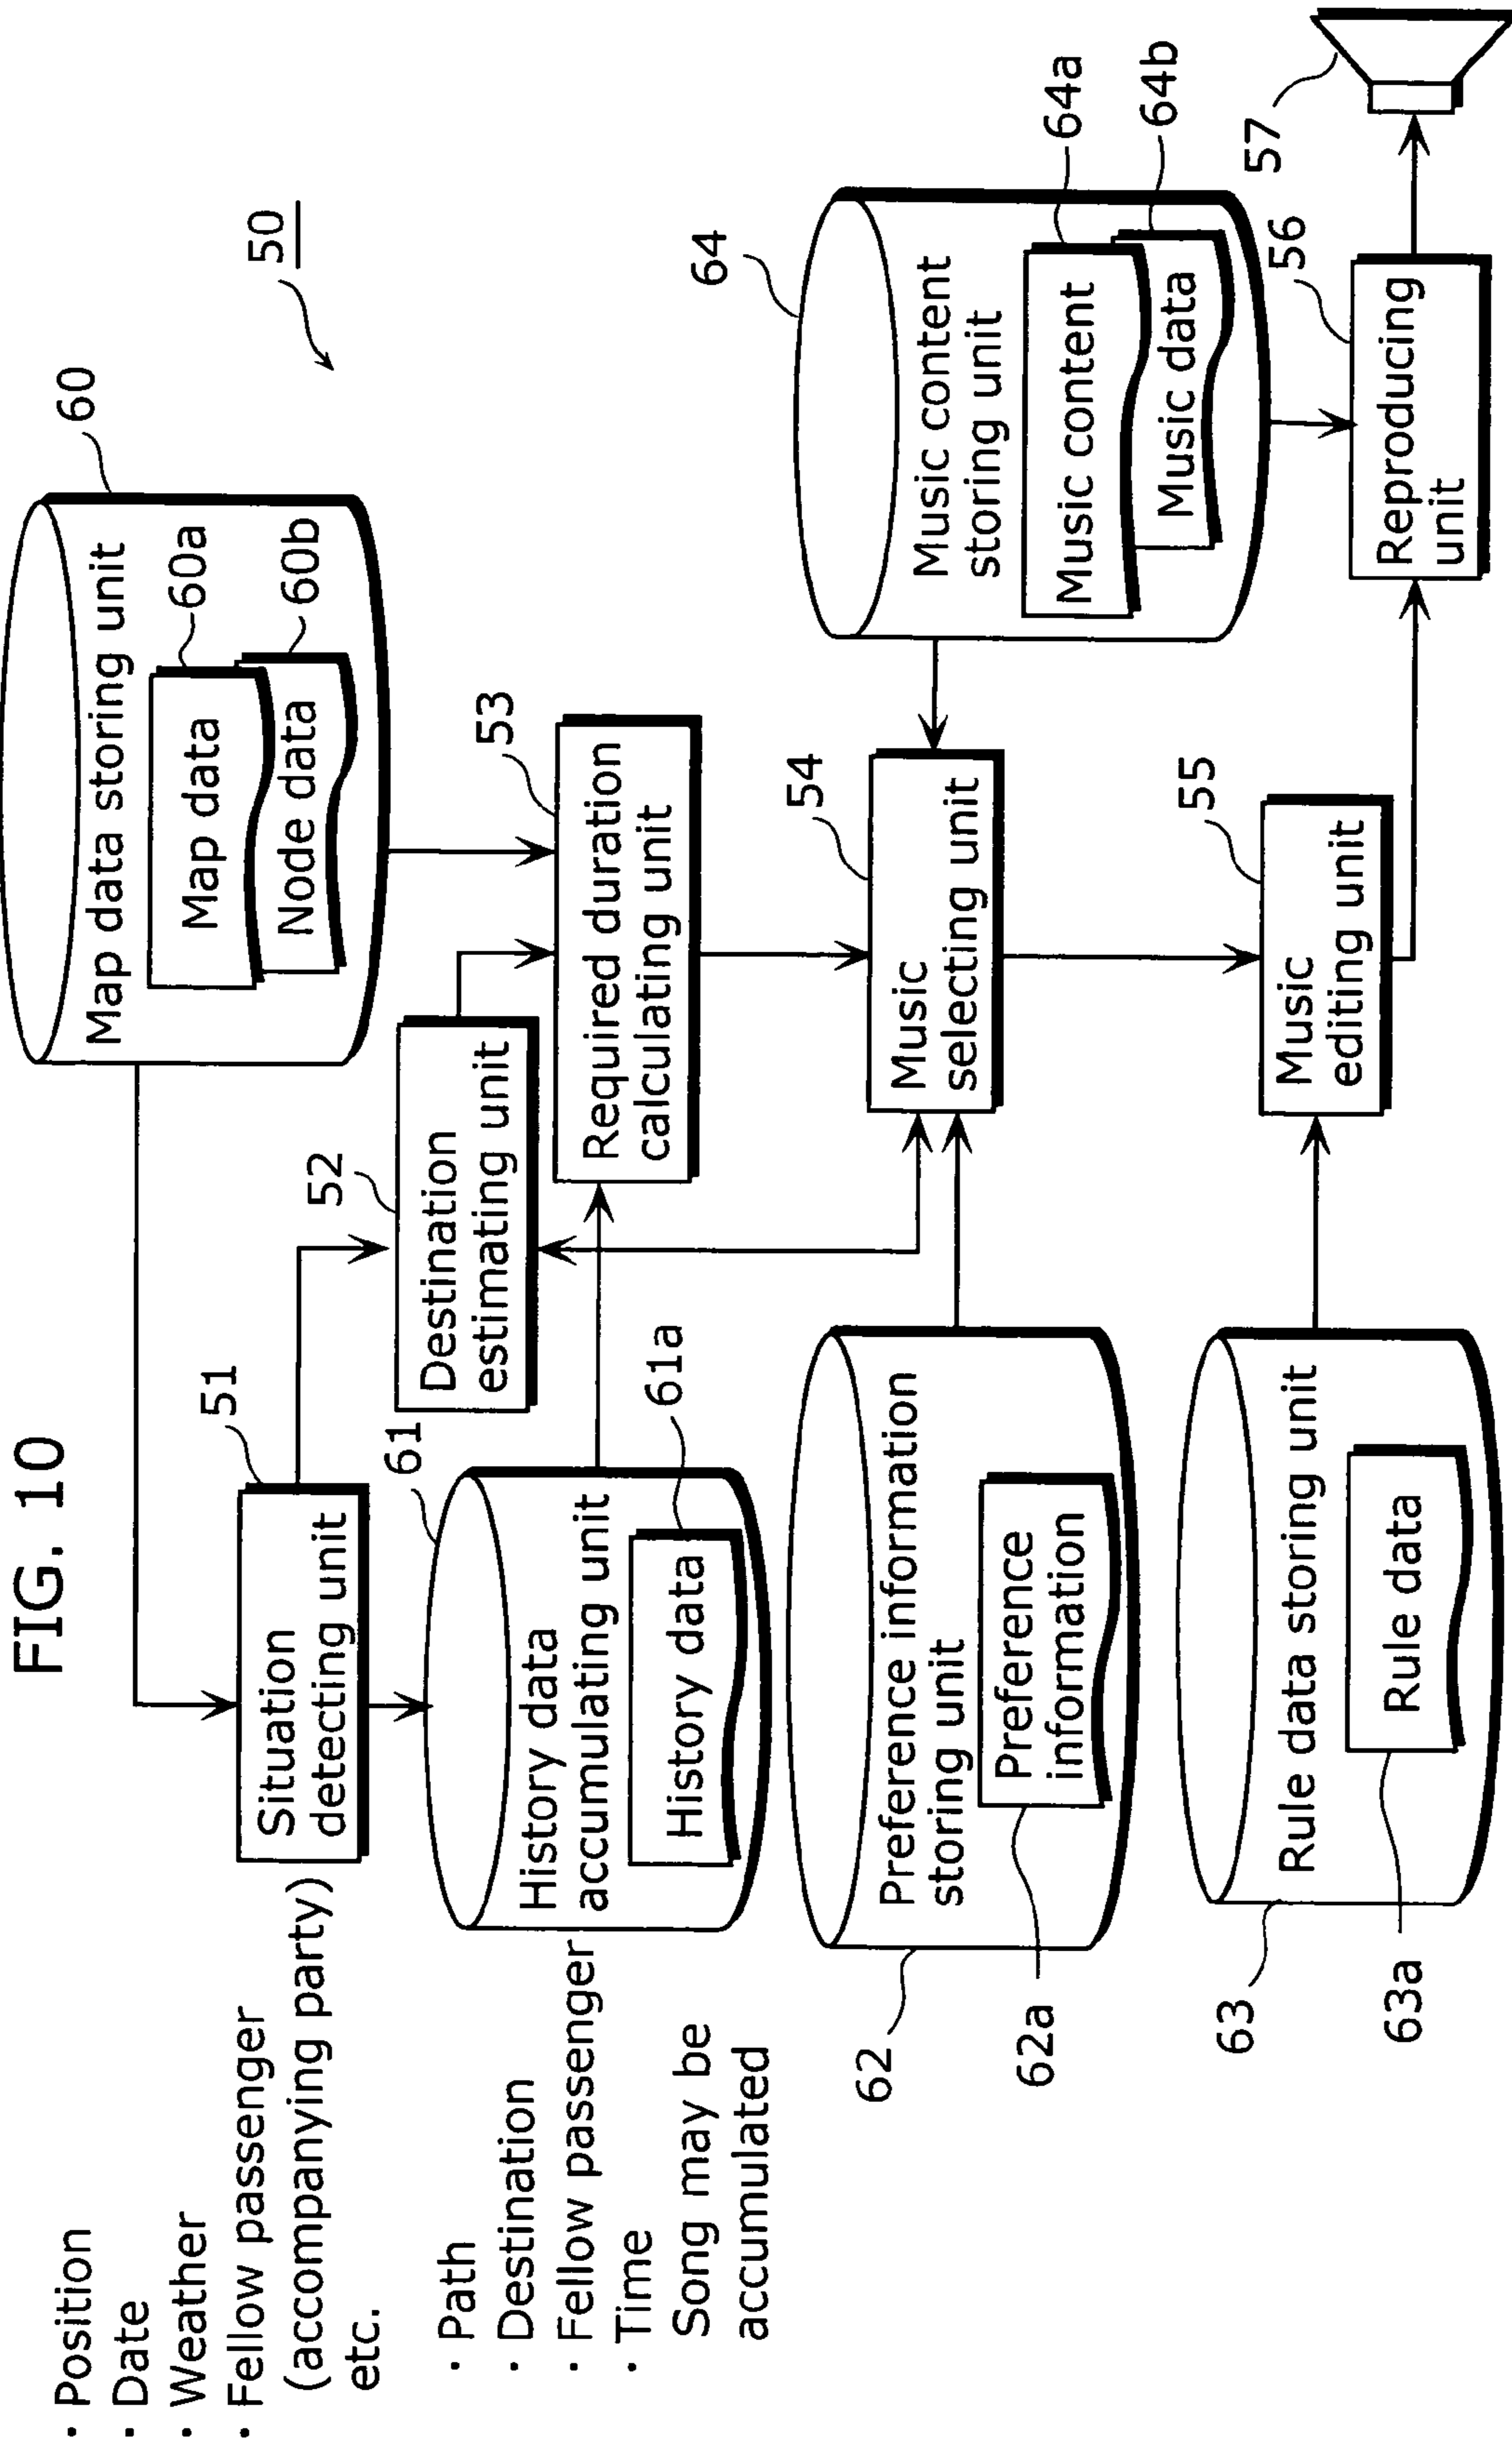 FIG. 10
50
· Position
· Date
· Weather
· Fellow passenger
(accompanying party)
etc.
51
Situation
detecting unit
60
Map data storing unit
Map data
60a
Node data
60b
52
Destination
estimating unit
53
Required duration
calculating unit
· Path
· Destination
· Fellow passenger
· Time
Song may be
accumulated
61
History data
accumulating unit
History data
61a
62
Preference information
storing unit
Preference
information
62a
54
Music
selecting unit
64
Music content
storing unit
Music content
64a
Music data
64b
63
Rule data storing unit
Rule data
63a
55
Music
editing unit
56
Reproducing
unit
57